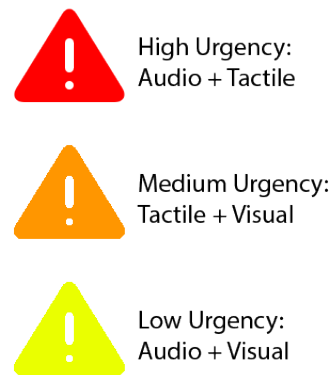 High Urgency:
Audio + Tactile
Medium Urgency:
Tactile + Visual
Low Urgency:
Audio + Visual